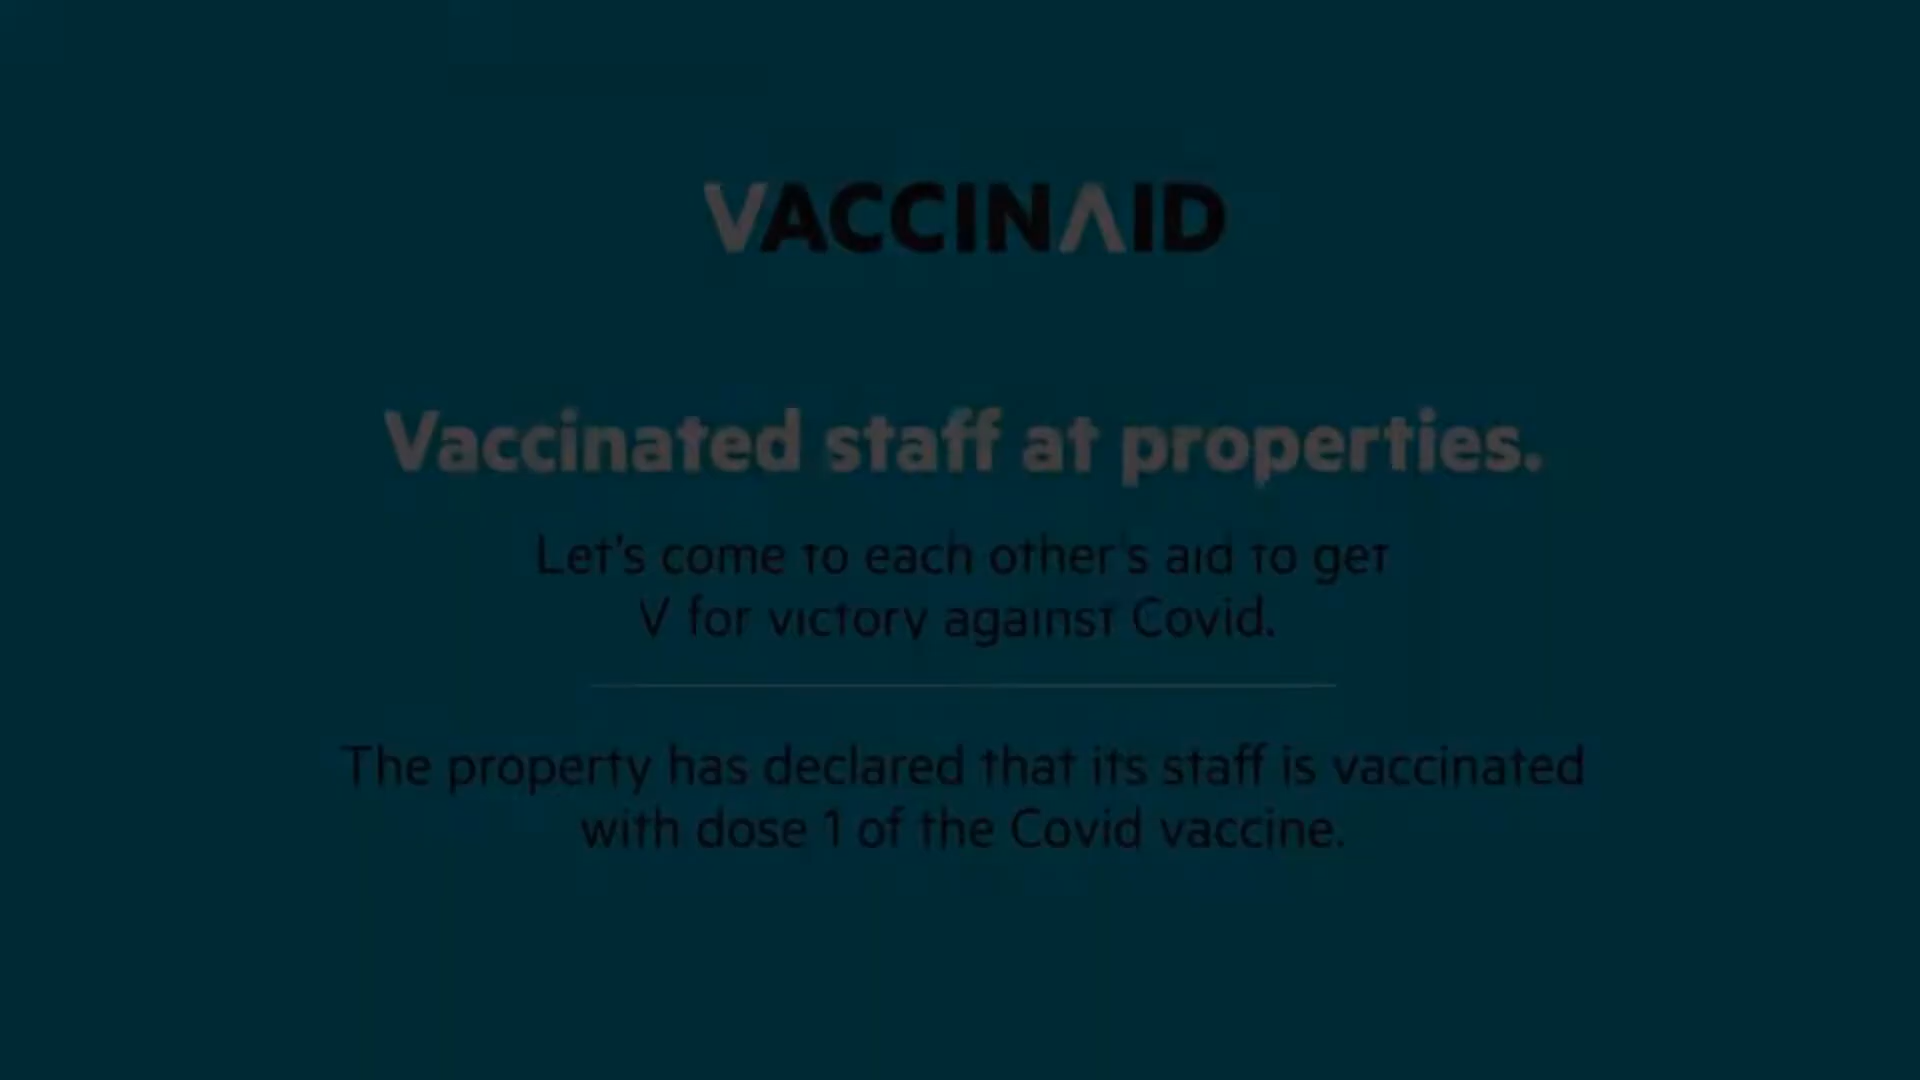 VACCINAID
Vaccinated staff at properties.
Let's come to each other's aid to get
V for victory against Covid.
The property has declared that its staff is vaccinated
with dose 1 of the Covid vaccine.